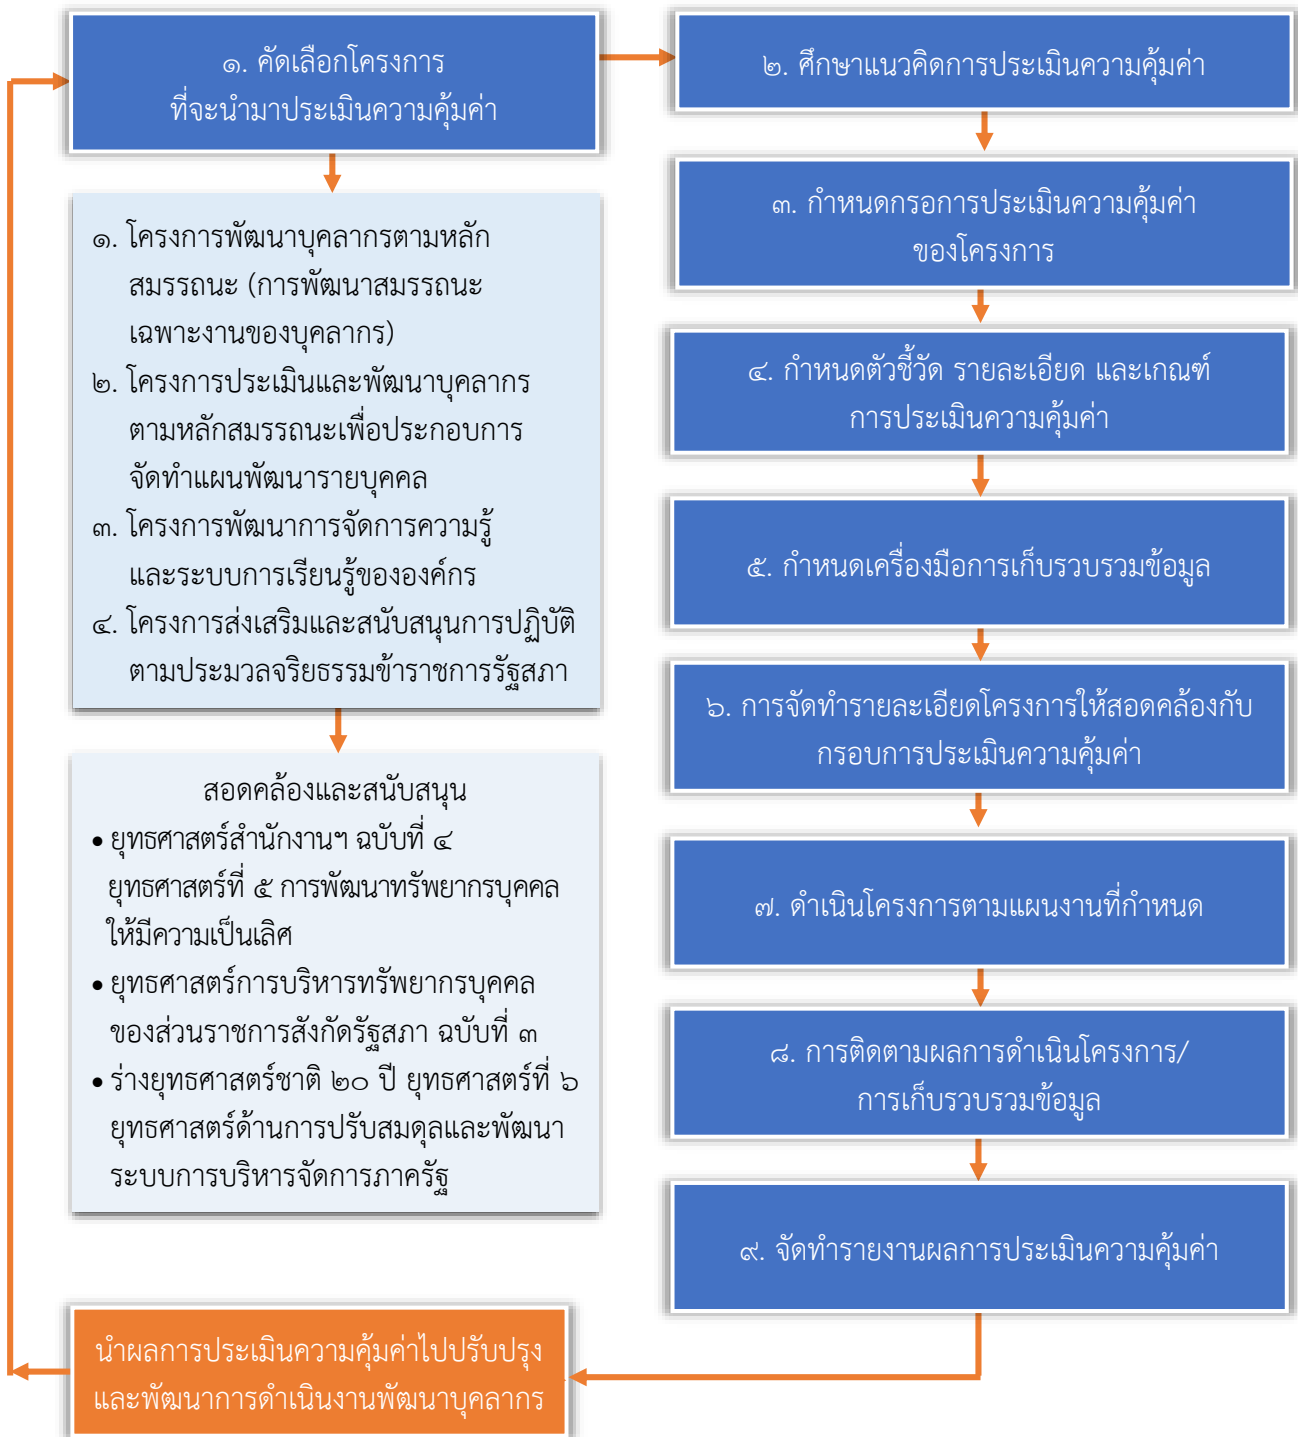 ๑. คัดเลือกโครงการ
ที่จะนำมาประเมินความคุ้มค่า
๑. โครงการพัฒนาบุคลากรตามหลัก
สมรรถนะ (การพัฒนาสมรรถนะ
เฉพาะงานของบุคลากร)
๒. โครงการประเมินและพัฒนาบุคลากร
ตามหลักสมรรถนะเพื่อประกอบการ
จัดทำแผนพัฒนารายบุคคล
๓. โครงการพัฒนาการจัดการความรู้
และระบบการเรียนรู้ขององค์กร
๔. โครงการส่งเสริมและสนับสนุนการปฏิบัติ
ตามประมวลจริยธรรมข้าราชการรัฐสภา
สอดคล้องและสนับสนุน
• ยุทธศาสตร์สำนักงานฯ ฉบับที่ ๔
ยุทธศาสตร์ที่ ๕ การพัฒนาทรัพยากรบุคคล
ให้มีความเป็นเลิศ
• ยุทธศาสตร์การบริหารทรัพยากรบุคคล
ของส่วนราชการสังกัดรัฐสภา ฉบับที่ ๓
• ร่างยุทธศาสตร์ชาติ ๒๐ ปี ยุทธศาสตร์ที่ ๖
ยุทธศาสตร์ด้านการปรับสมดุลและพัฒนา
ระบบการบริหารจัดการภาครัฐ
๒. ศึกษาแนวคิดการประเมินความคุ้มค่า
๓. กำหนดกรอการประเมินความคุ้มค่า
ของโครงการ
๔. กำหนดตัวชี้วัด รายละเอียด และเกณฑ์
การประเมินความคุ้มค่า
๕. กำหนดเครื่องมือการเก็บรวบรวมข้อมูล
๖. การจัดทำรายละเอียดโครงการให้สอดคล้องกับ
กรอบการประเมินความคุ้มค่า
๗. ดำเนินโครงการตามแผนงานที่กำหนด
๘. การติดตามผลการดำเนินโครงการ/
การเก็บรวบรวมข้อมูล
๙. จัดทำรายงานผลการประเมินความคุ้มค่า
นำผลการประเมินความคุ้มค่าไปปรับปรุง
และพัฒนาการดำเนินงานพัฒนาบุคลากร